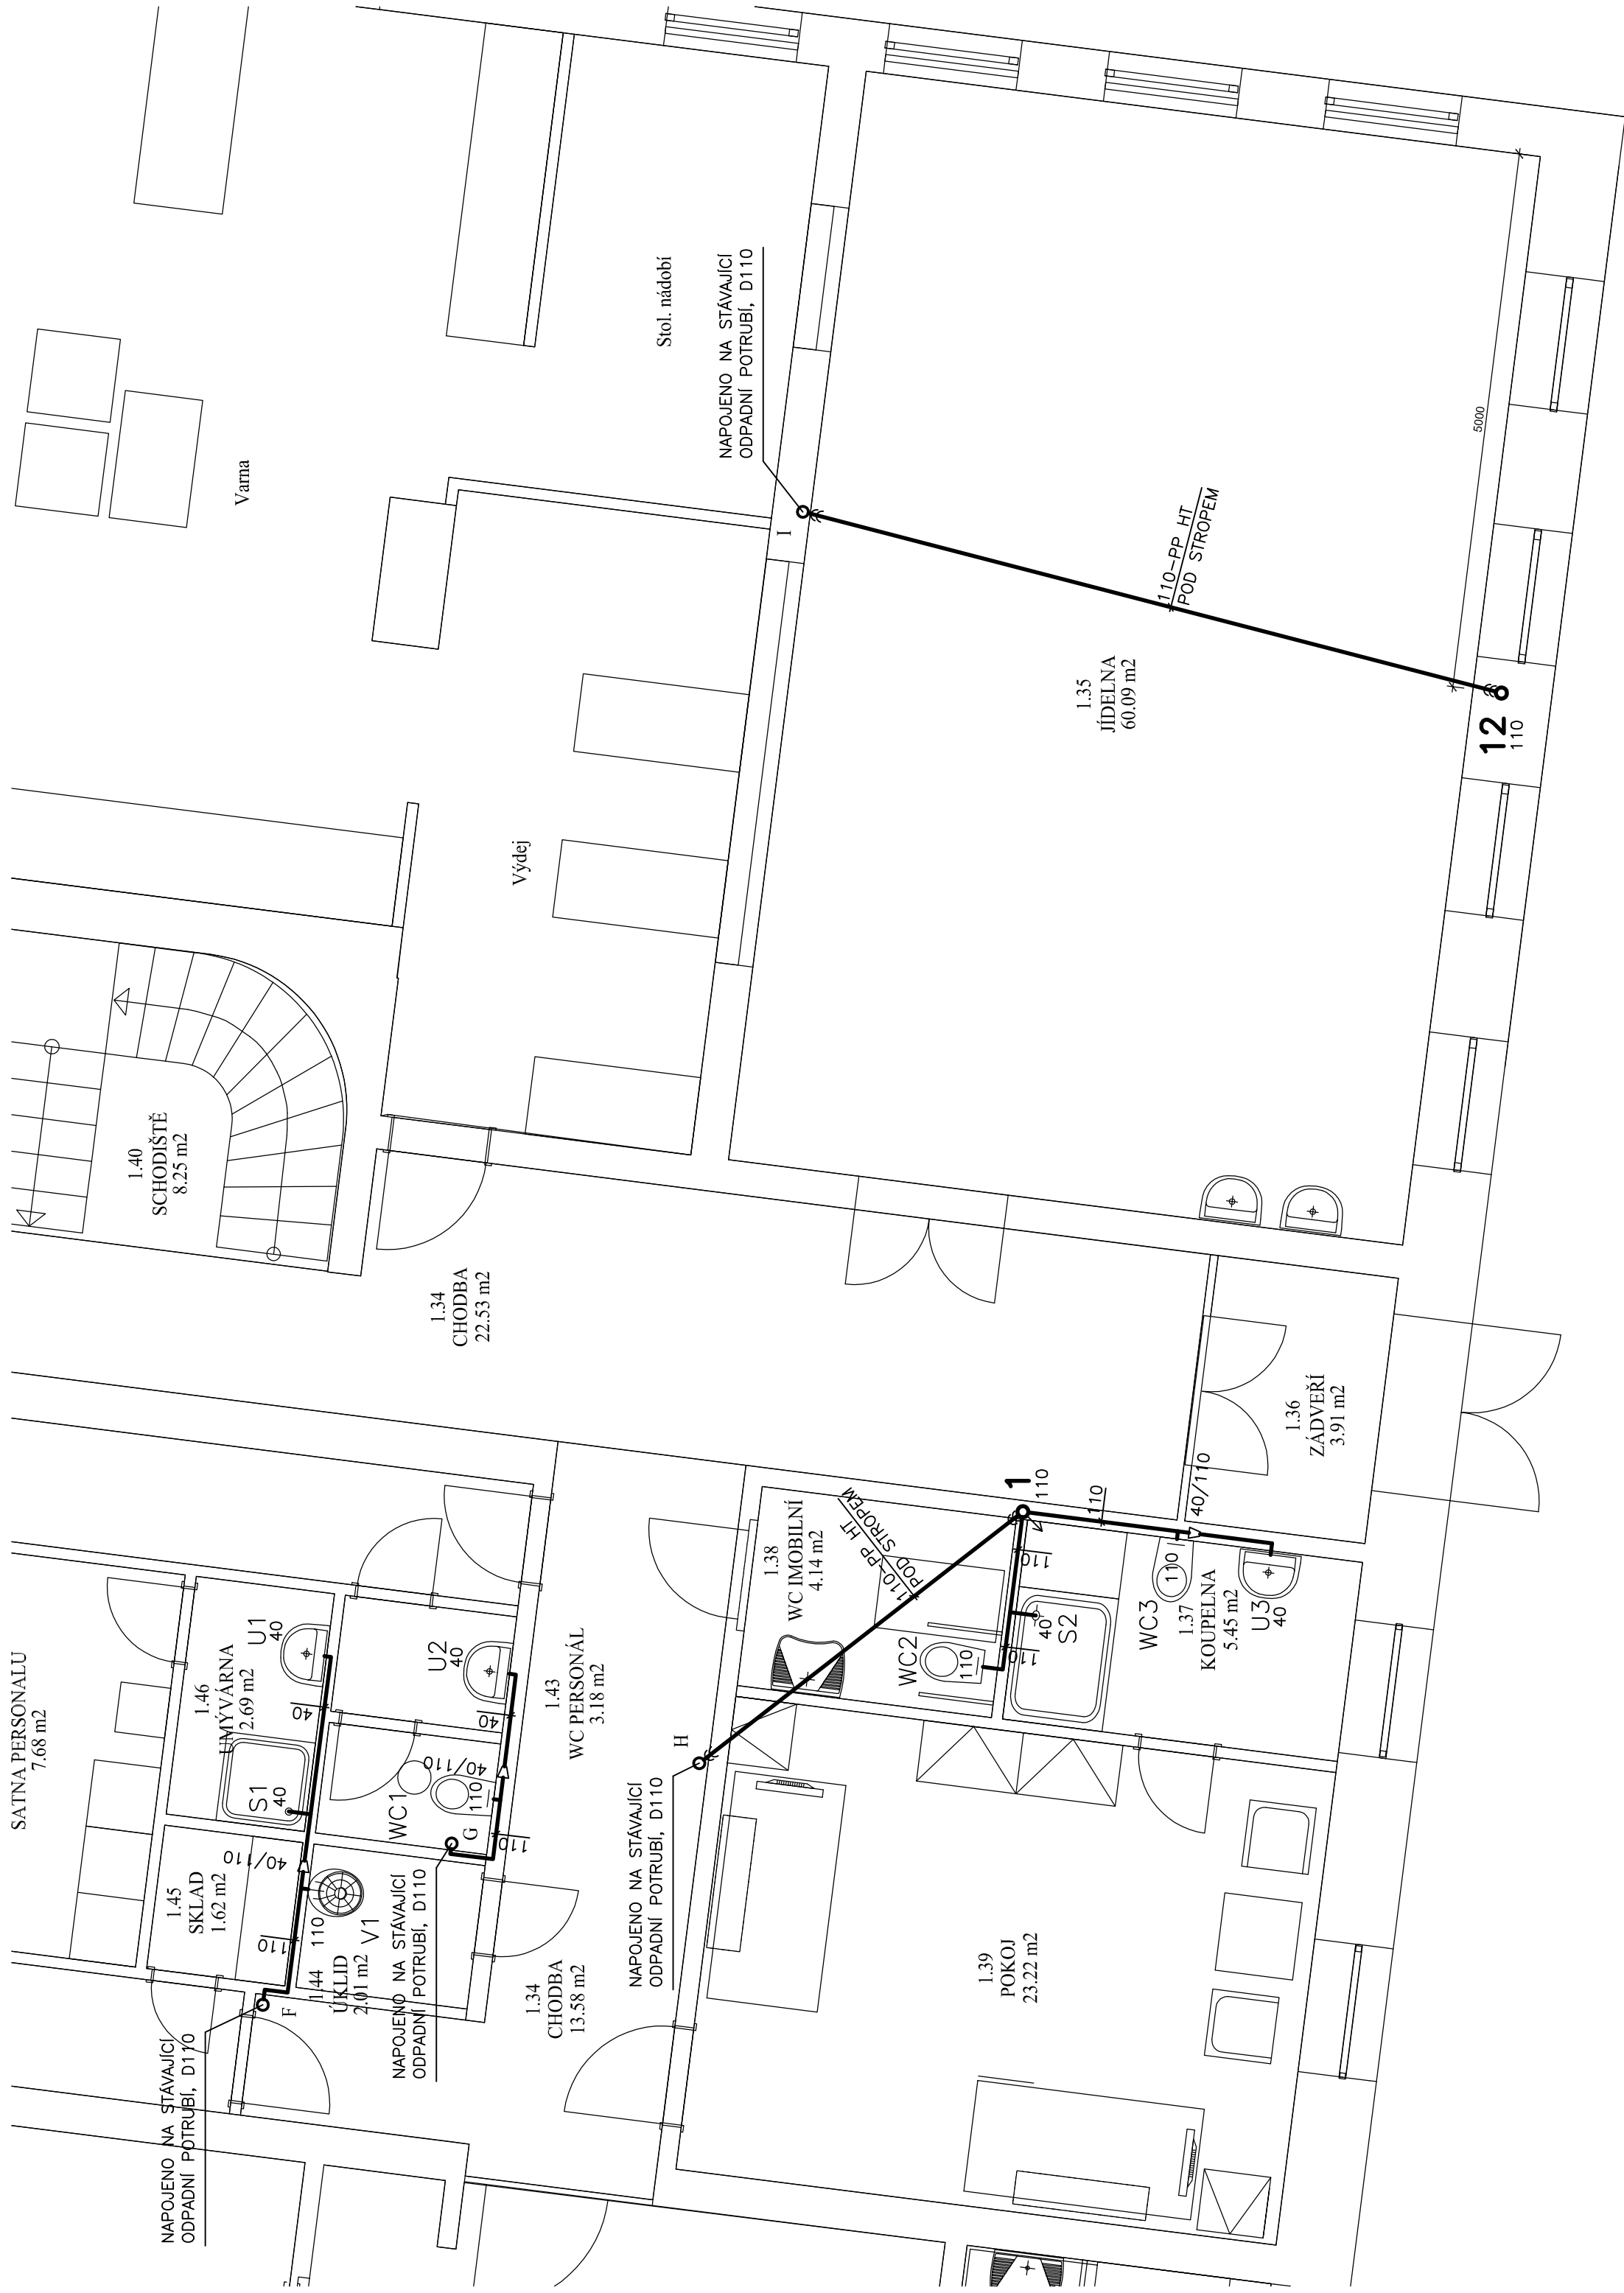 Varna
Stol. nádobí
NAPOJENO NA STÁVAJÍCÍ
ODPADNÍ POTRUBÍ, D110
I
110-PP HT
POD STROPEM
5000
1.35
JÍDELNA
60.09 m2
12
110
Výdej
1.40
SCHODIŠTĚ
8.25 m2
1.34
CHODBA
22.53 m2
1.36
ZÁDVEŘÍ
3.91 m2
SATNA PERSONALU
7.68 m2
1.46
UMÝVÁRNA
2.69 m2
U1
40
40
S1
40
40/110
U2
40
40
40/110
WC1
110
110
G
1.43
WC PERSONÁL
3.18 m2
1.45
SKLAD
1.62 m2
110
110
V1
1.44
ÚKLID
2.01 m2
F
NAPOJENO NA STÁVAJÍCÍ
ODPADNÍ POTRUBÍ, D110
NAPOJENO NA STÁVAJÍCÍ
ODPADNÍ POTRUBÍ, D110
1.34
CHODBA
13.58 m2
H
NAPOJENO NA STÁVAJÍCÍ
ODPADNÍ POTRUBÍ, D110
1.38
WC IMOBILNÍ
4.14 m2
110-PP HT
POD STROPEM
1
110
110
40/110
110
WC2
110
110
40
S2
WC3
110
1.37
KOUPELNA
5.45 m2
U3
40
1.39
POKOJ
23.22 m2